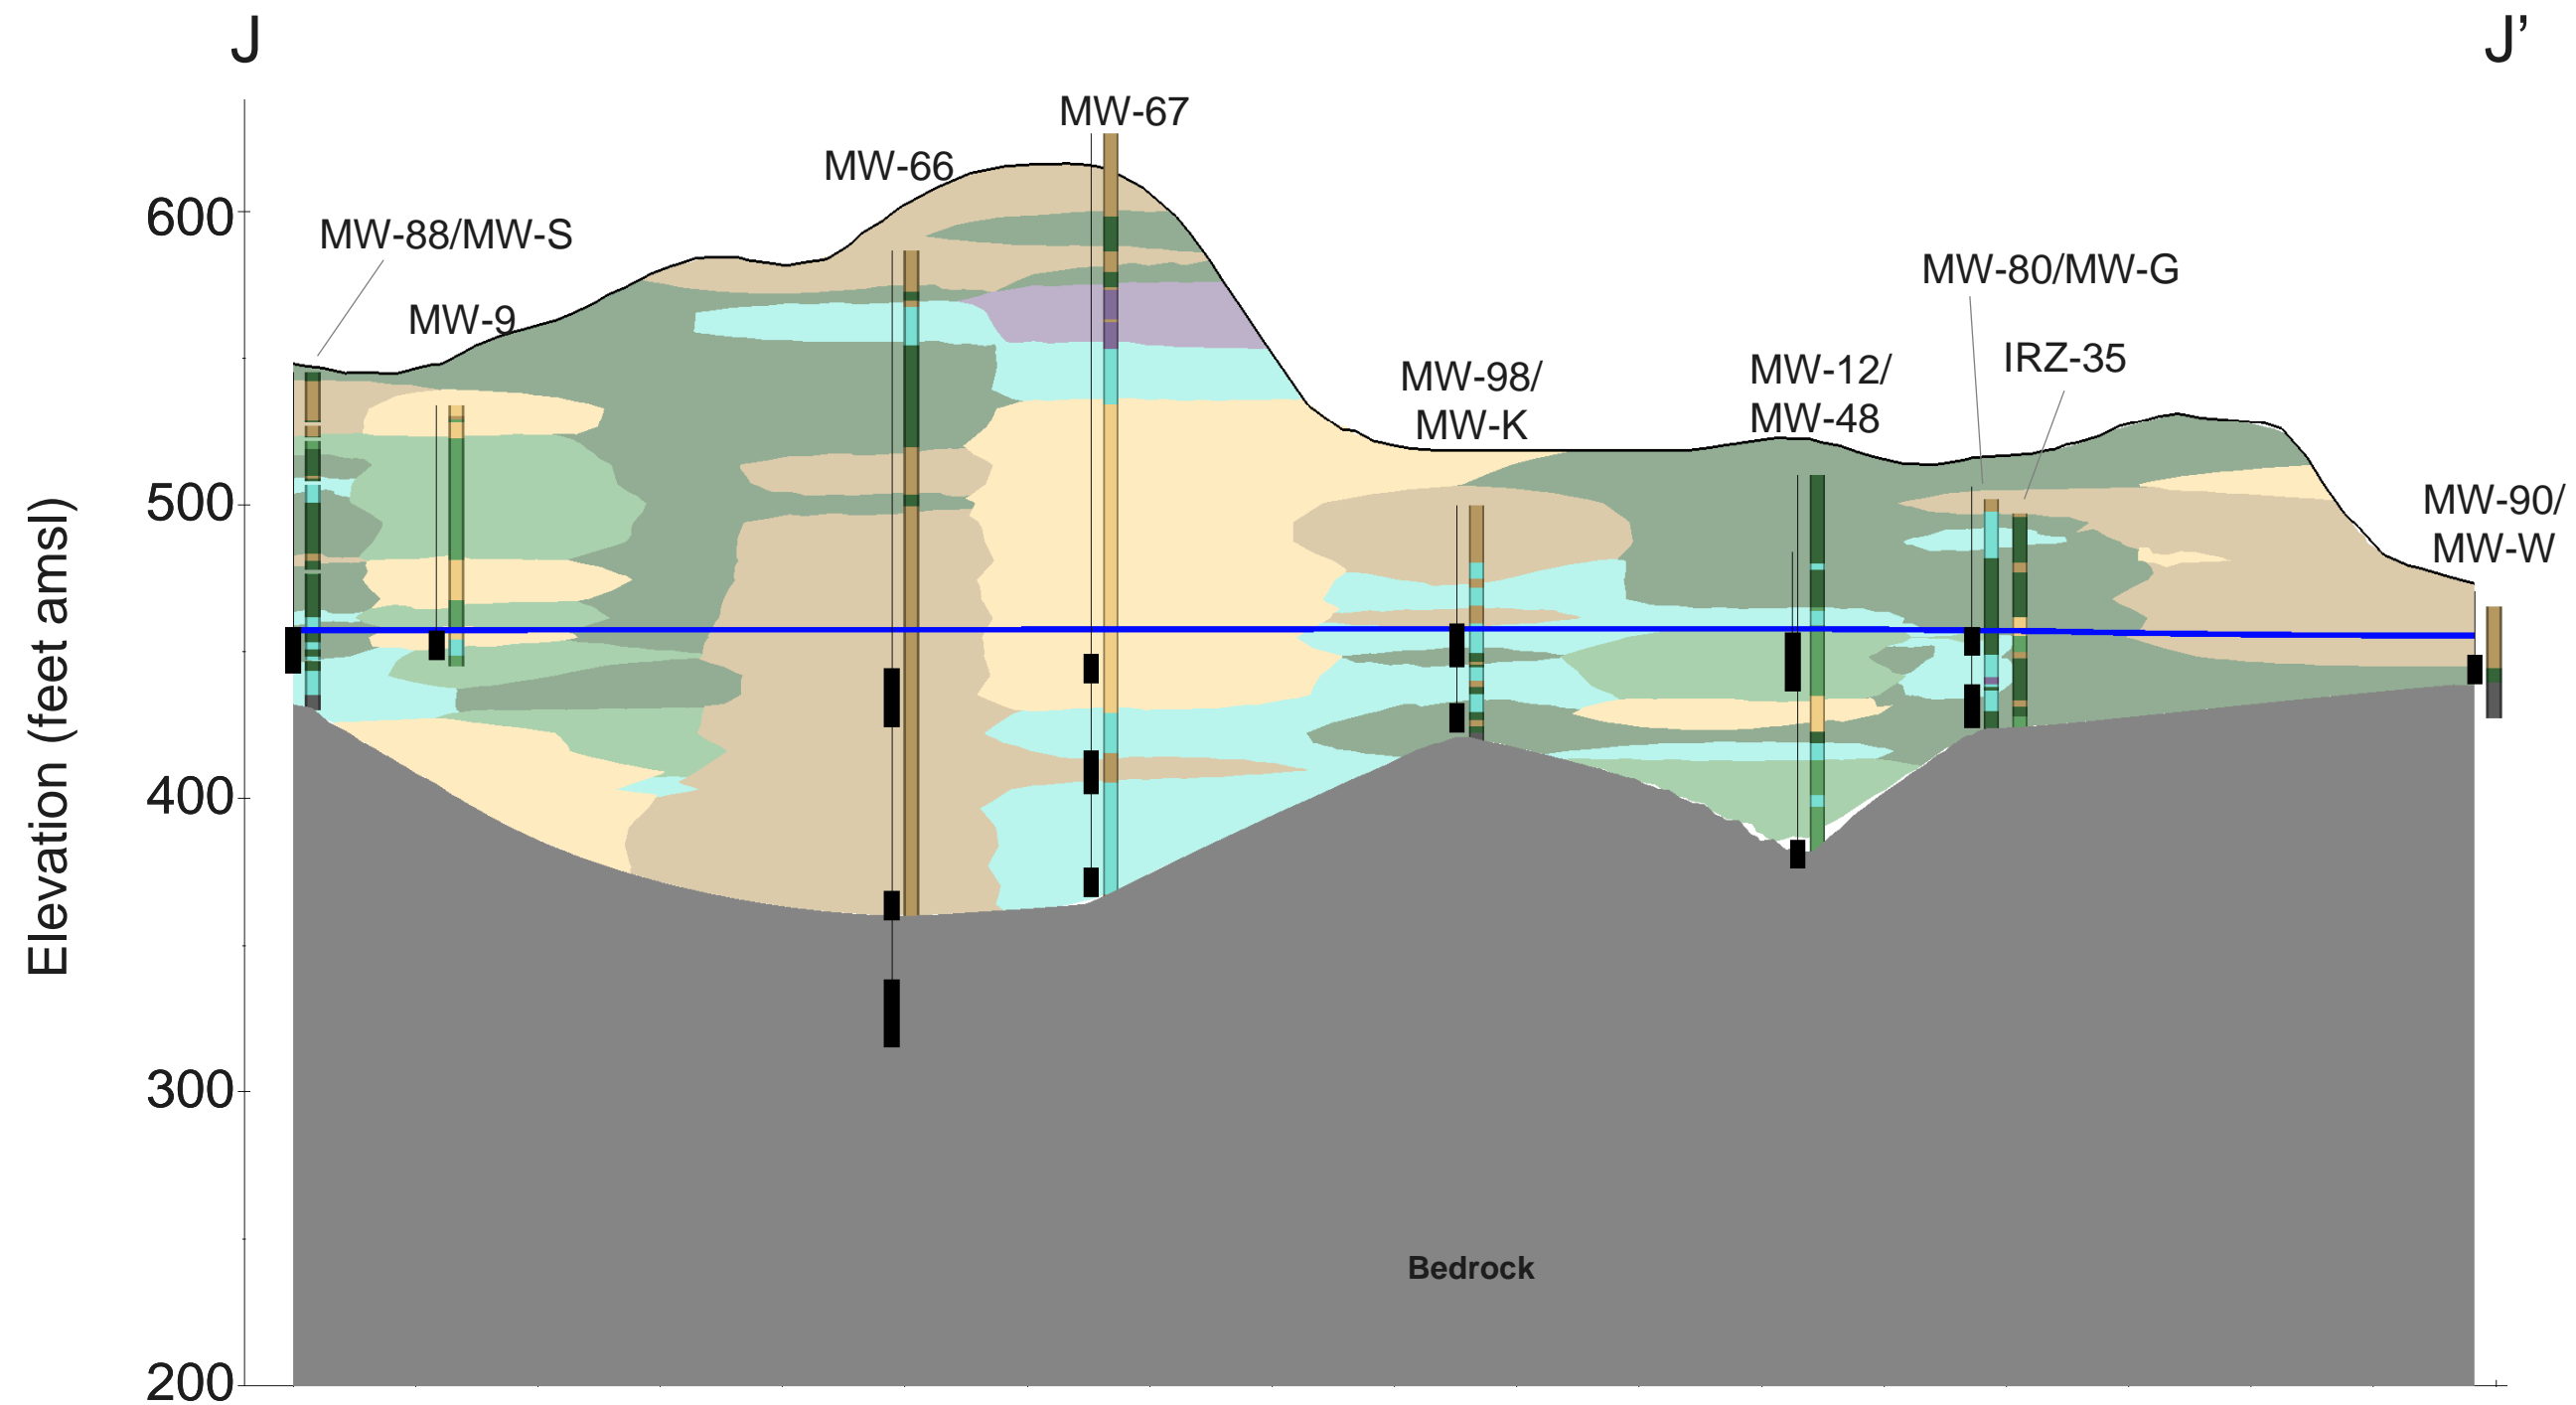 J
J’
MW-67
MW-66
MW-88/MW-S
MW-9
MW-80/MW-G
IRZ-35
MW-98/
MW-K
MW-12/
MW-48
MW-90/
MW-W
600
500
400
300
200
Elevation (feet amsl)
Bedrock